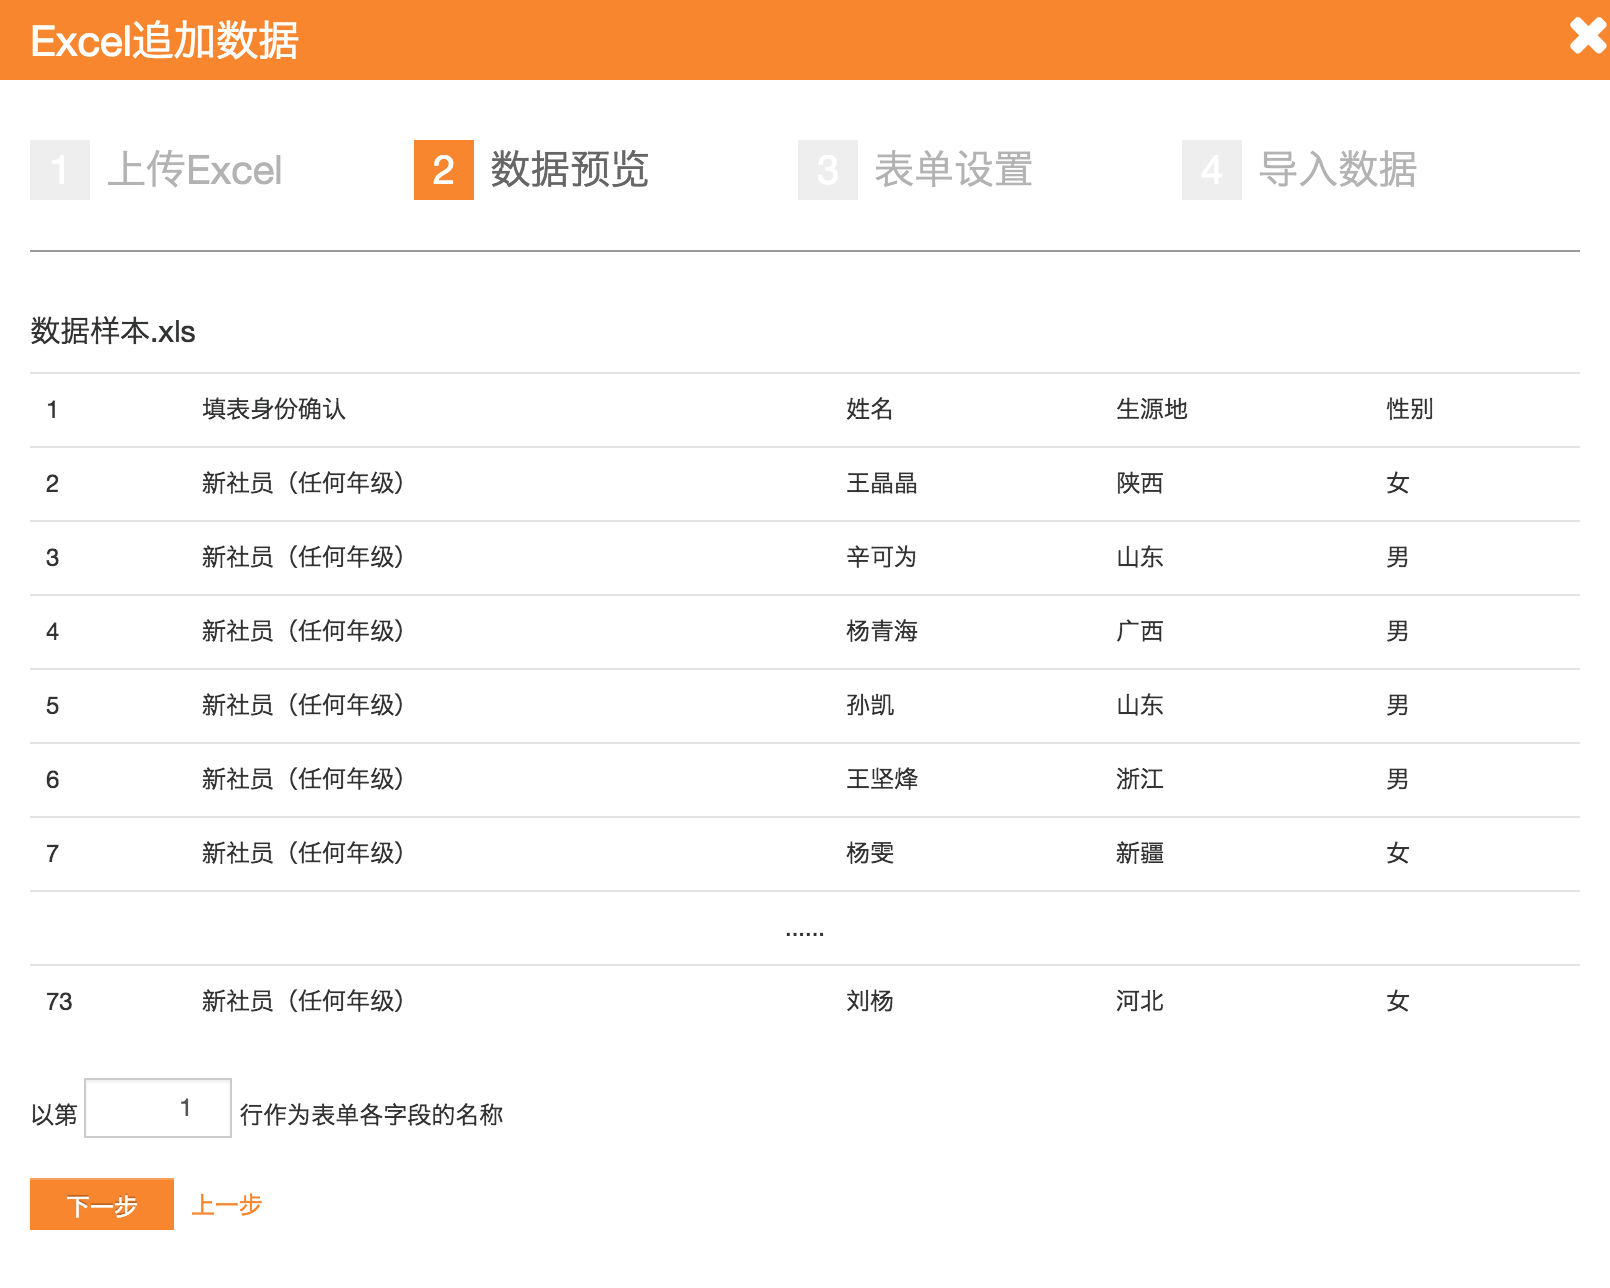 Excel追加数据
1 上传Excel 2 数据预览 3 表单设置 4 导入数据
数据样本.xls
1 填表身份确认 姓名 生源地 性别
2 新社员（任何年级） 王晶晶 陕西 女
3 新社员（任何年级） 辛可为 山东 男
4 新社员（任何年级） 杨青海 广西 男
5 新社员（任何年级） 孙凯 山东 男
6 新社员（任何年级） 王坚烽 浙江 男
7 新社员（任何年级） 杨雯 新疆 女
......
73 新社员（任何年级） 刘杨 河北 女
以第 1 行作为表单各字段的名称
下一步 上一步